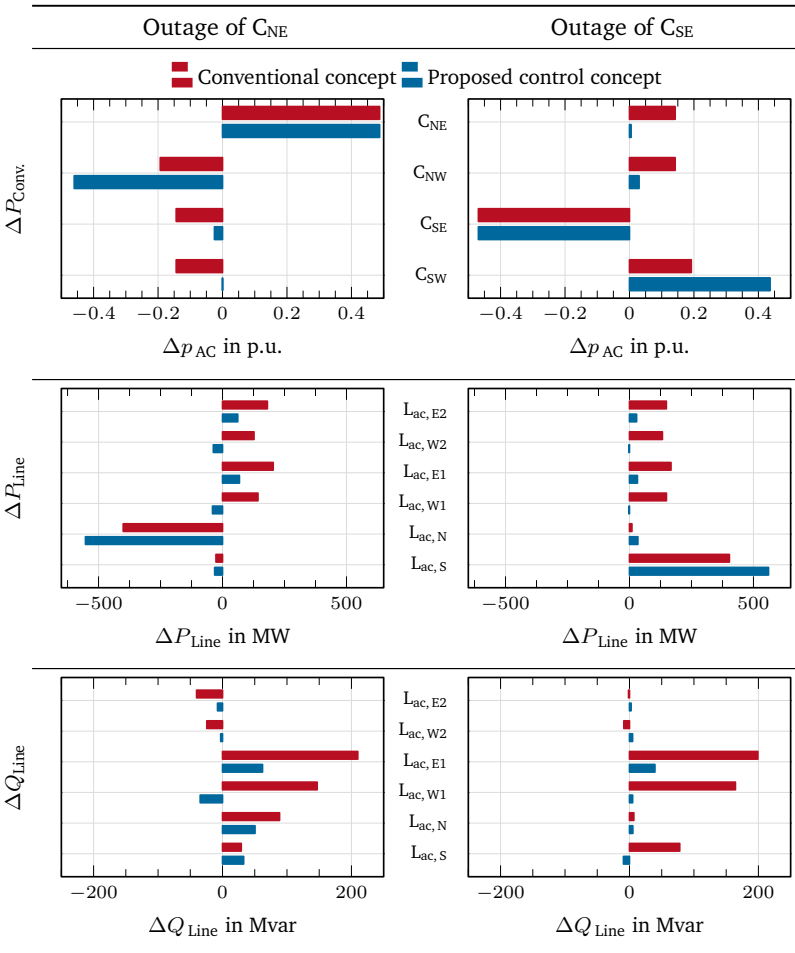 Outage of C_NE Outage of C_SE
Conventional concept Proposed control concept
ΔP_Conv.
C_NE
C_NW
C_SE
C_SW
−0.4 −0.2 0 0.2 0.4
−0.4 −0.2 0 0.2 0.4
Δp_AC in p.u.
Δp_AC in p.u.
ΔP_Line
L_ac, E2
L_ac, W2
L_ac, E1
L_ac, W1
L_ac, N
L_ac, S
−500 0 500
−500 0 500
ΔP_Line in MW
ΔP_Line in MW
ΔQ_Line
L_ac, E2
L_ac, W2
L_ac, E1
L_ac, W1
L_ac, N
L_ac, S
−200 0 200
−200 0 200
ΔQ_Line in Mvar
ΔQ_Line in Mvar